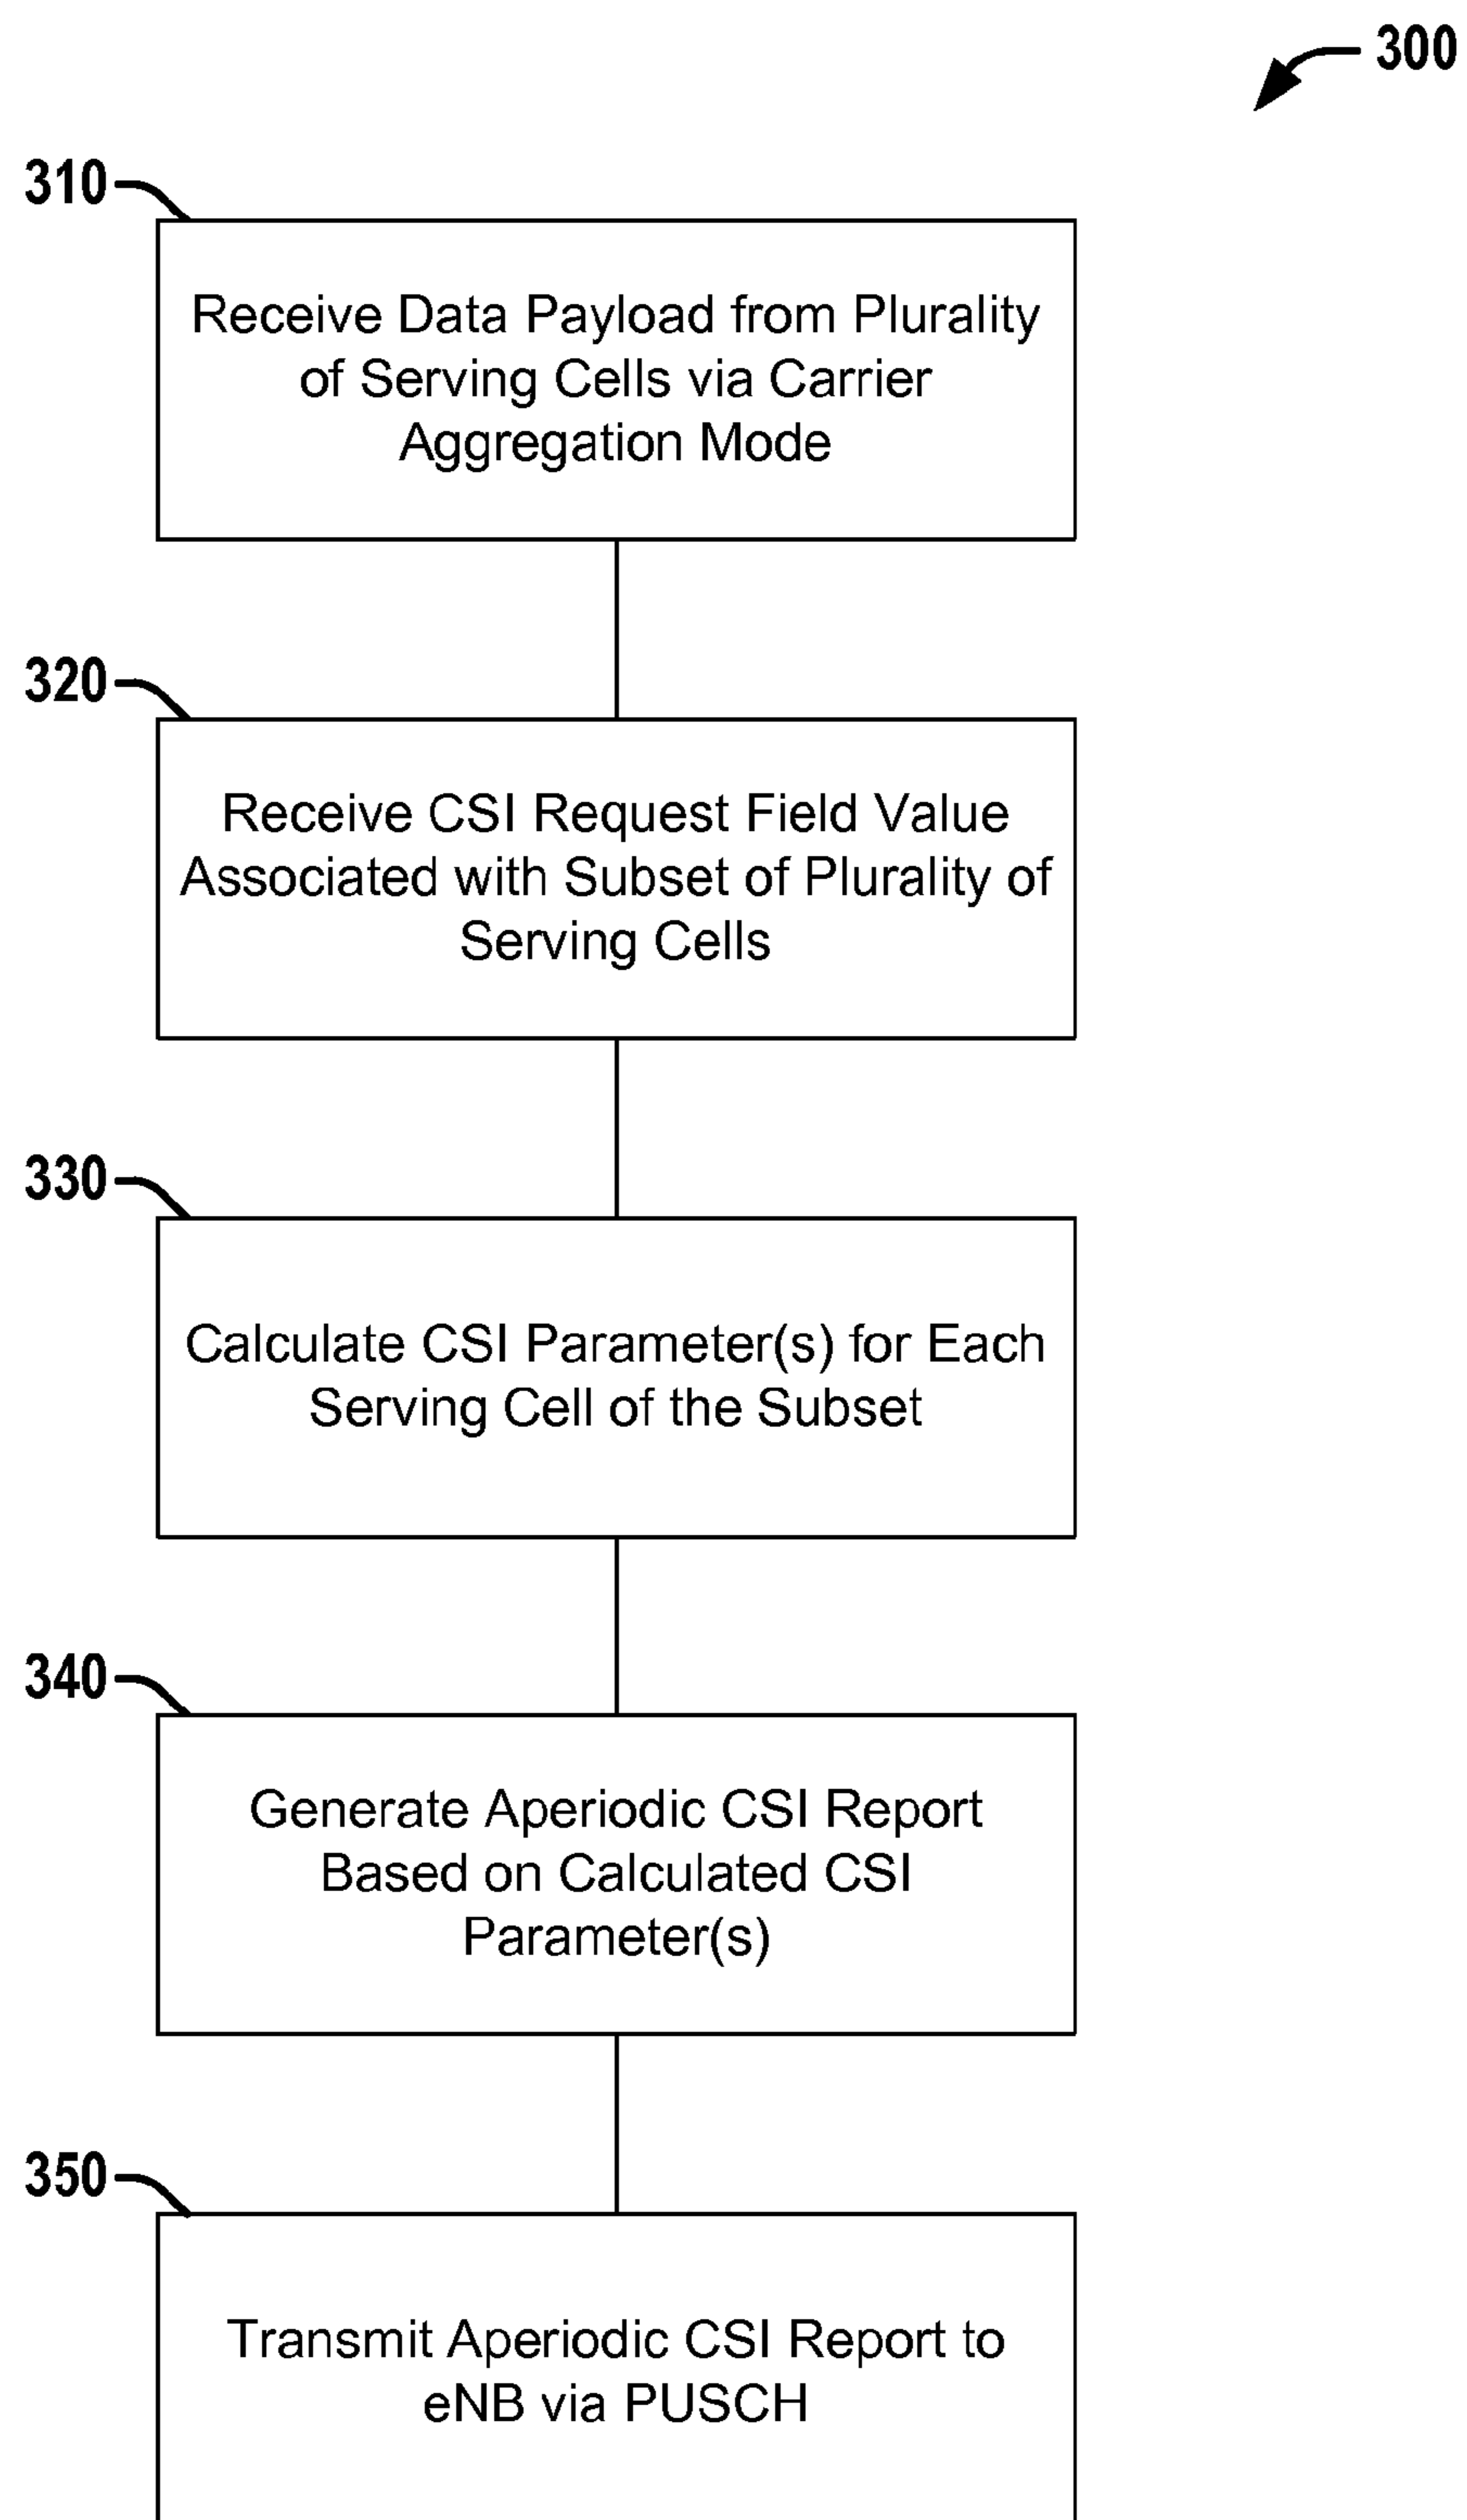 300
310
Receive Data Payload from Plurality
of Serving Cells via Carrier
Aggregation Mode
320
Receive CSI Request Field Value
Associated with Subset of Plurality of
Serving Cells
330
Calculate CSI Parameter(s) for Each
Serving Cell of the Subset
340
Generate Aperiodic CSI Report
Based on Calculated CSI
Parameter(s)
350
Transmit Aperiodic CSI Report to
eNB via PUSCH